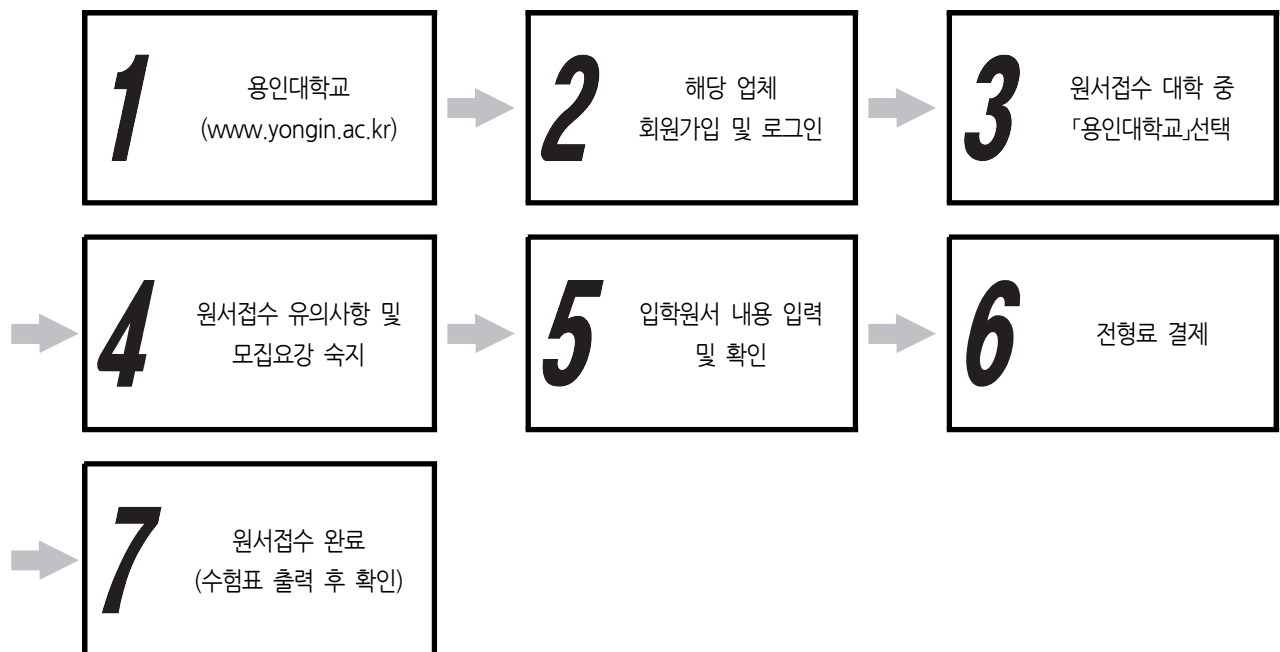 1
용인대학교
(www.yongin.ac.kr)
2
해당 업체
회원가입 및 로그인
3
원서접수 대학 중
「용인대학교」선택
4
원서접수 유의사항 및
모집요강 숙지
5
입학원서 내용 입력
및 확인
6
전형료 결제
7
원서접수 완료
(수험표 출력 후 확인)